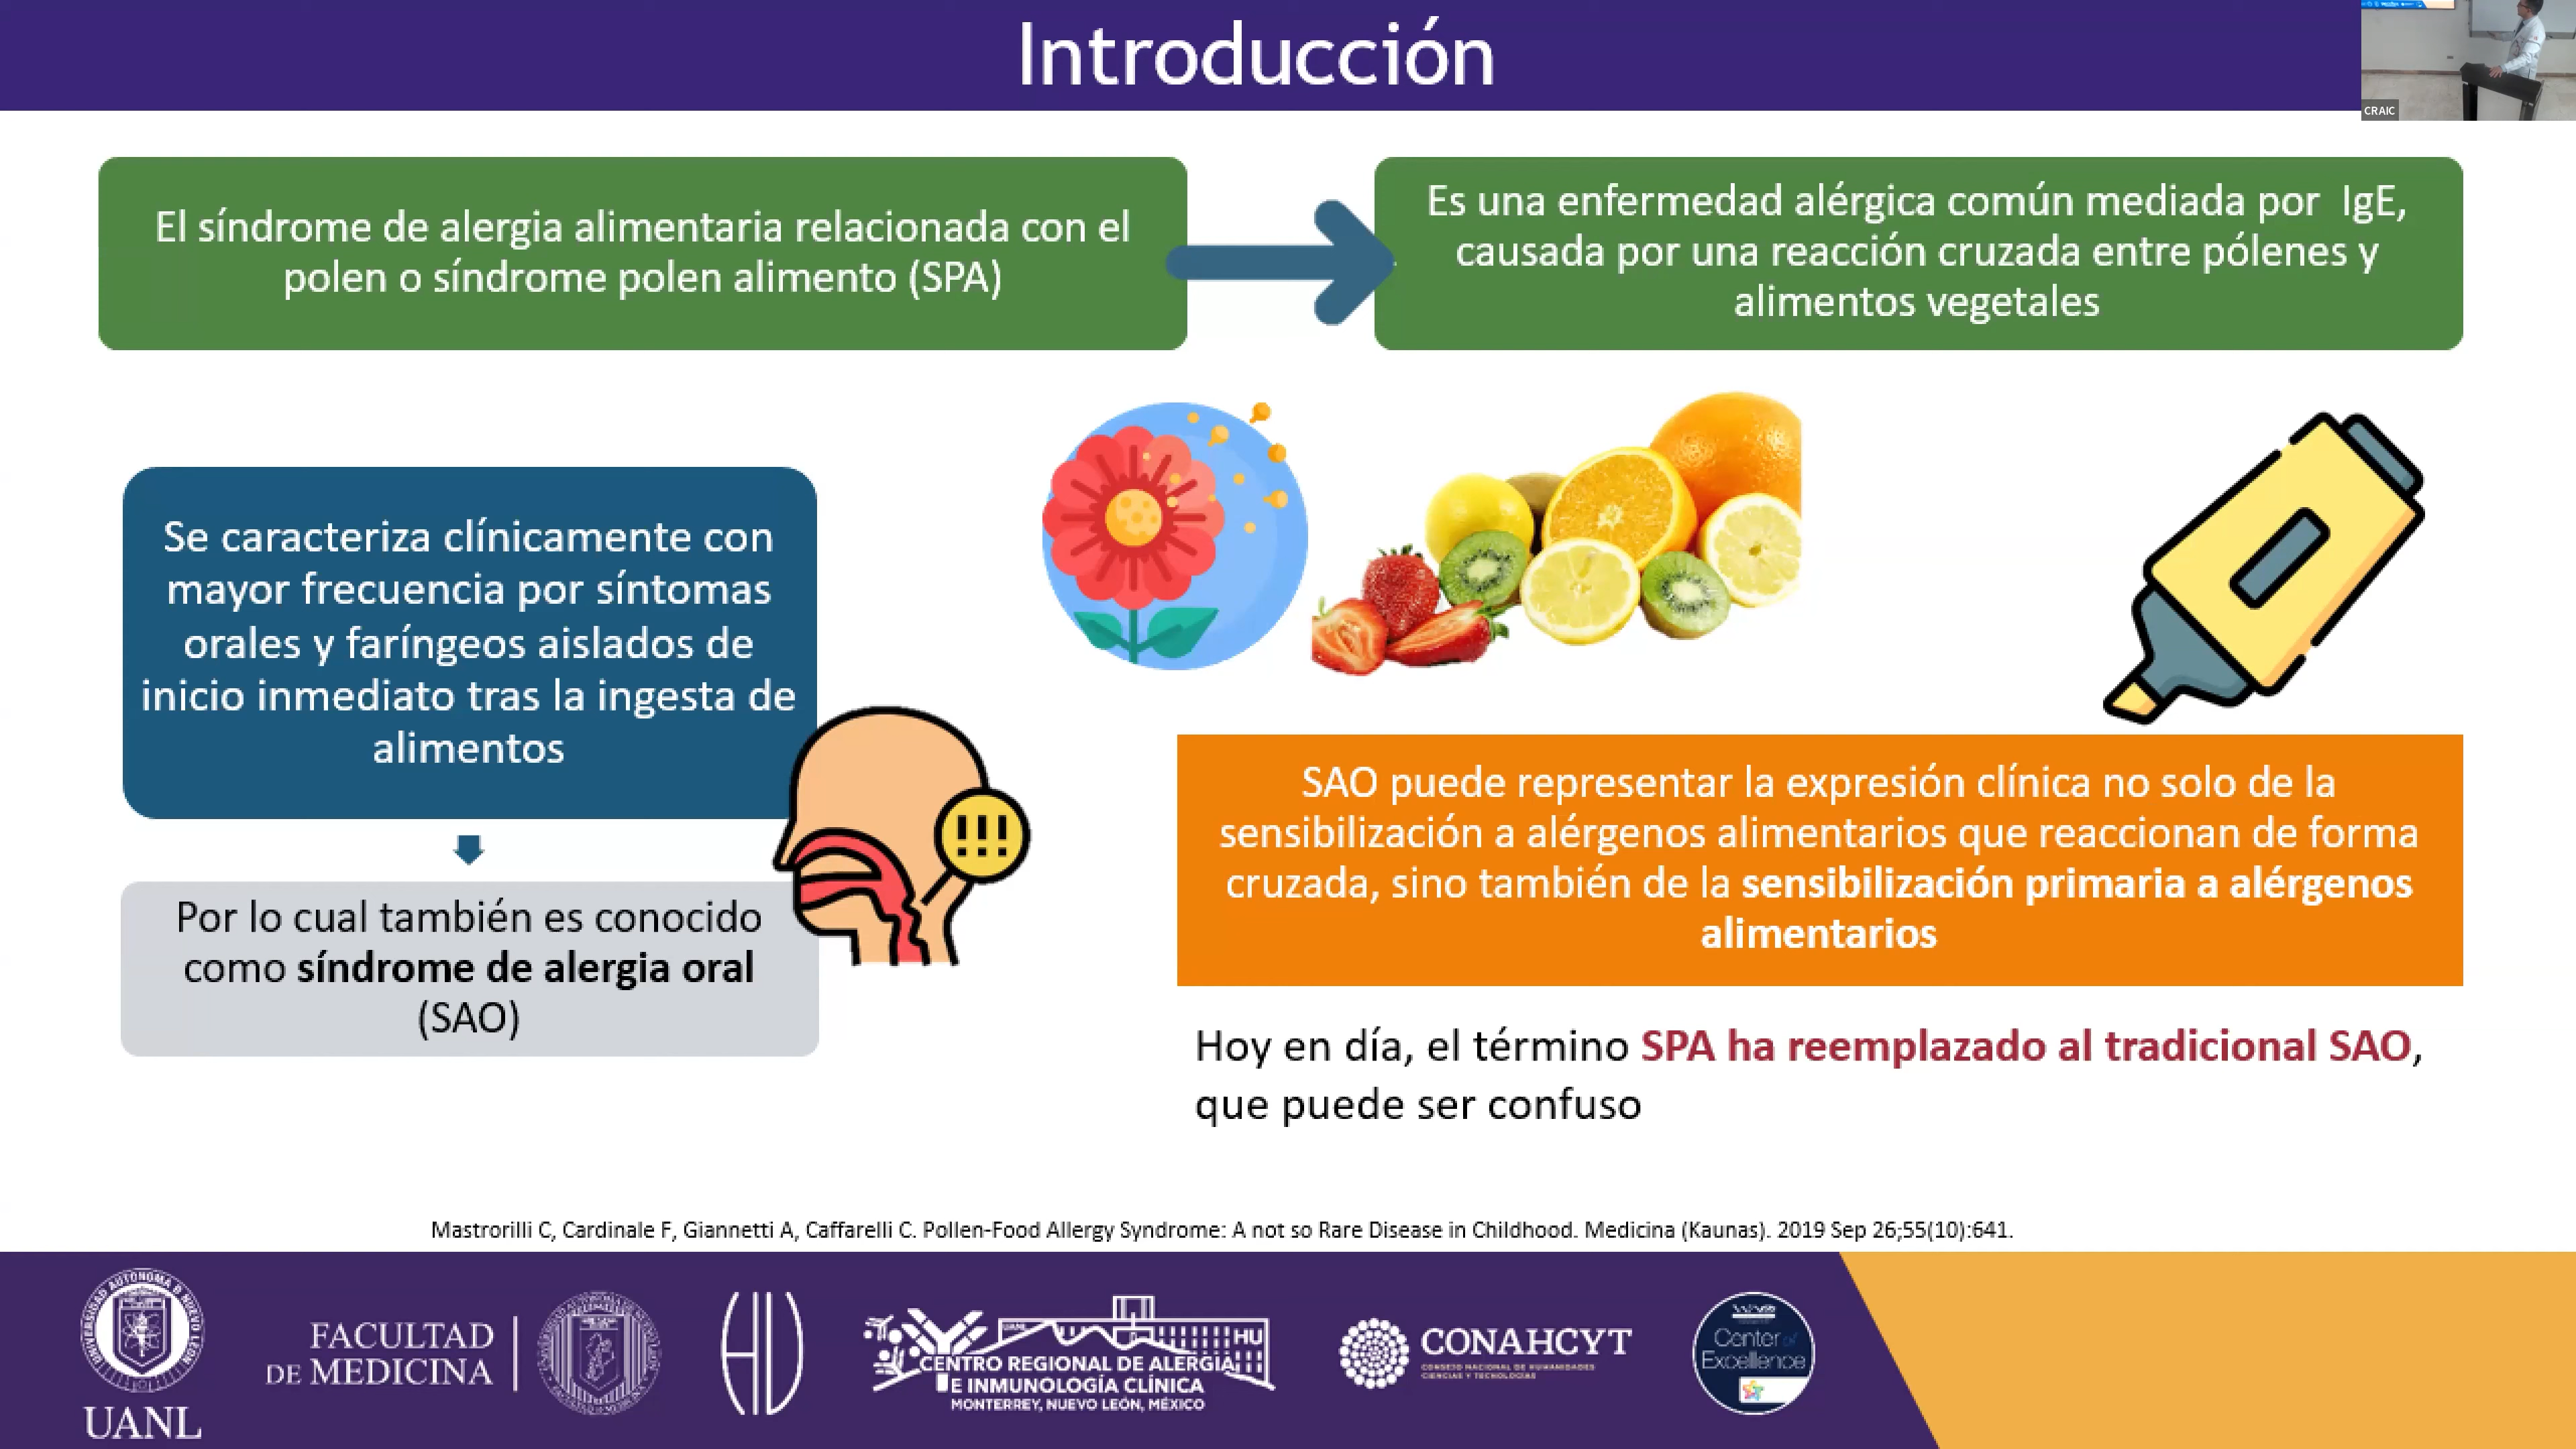 Introducción
CRAIC
El síndrome de alergia alimentaria relacionada con el
polen o síndrome polen alimento (SPA)
Es una enfermedad alérgica común mediada por IgE,
causada por una reacción cruzada entre pólenes y
alimentos vegetales
Se caracteriza clínicamente con
mayor frecuencia por síntomas
orales y faríngeos aislados de
inicio inmediato tras la ingesta de
alimentos
Por lo cual también es conocido
como síndrome de alergia oral
(SAO)
SAO puede representar la expresión clínica no solo de la
sensibilización a alérgenos alimentarios que reaccionan de forma
cruzada, sino también de la sensibilización primaria a alérgenos
alimentarios
Hoy en día, el término SPA ha reemplazado al tradicional SAO,
que puede ser confuso
Mastrorilli C, Cardinale F, Giannetti A, Caffarelli C. Pollen-Food Allergy Syndrome: A not so Rare Disease in Childhood. Medicina (Kaunas). 2019 Sep 26;55(10):641.
UANL
FACULTAD
DE MEDICINA
HU
CENTRO REGIONAL DE ALERGIA
E INMUNOLOGÍA CLÍNICA
MONTERREY, NUEVO LEÓN, MÉXICO
CONAHCYT
CONSEJO NACIONAL DE HUMANIDADES
CIENCIAS Y TECNOLOGÍAS
Center of
Excellence